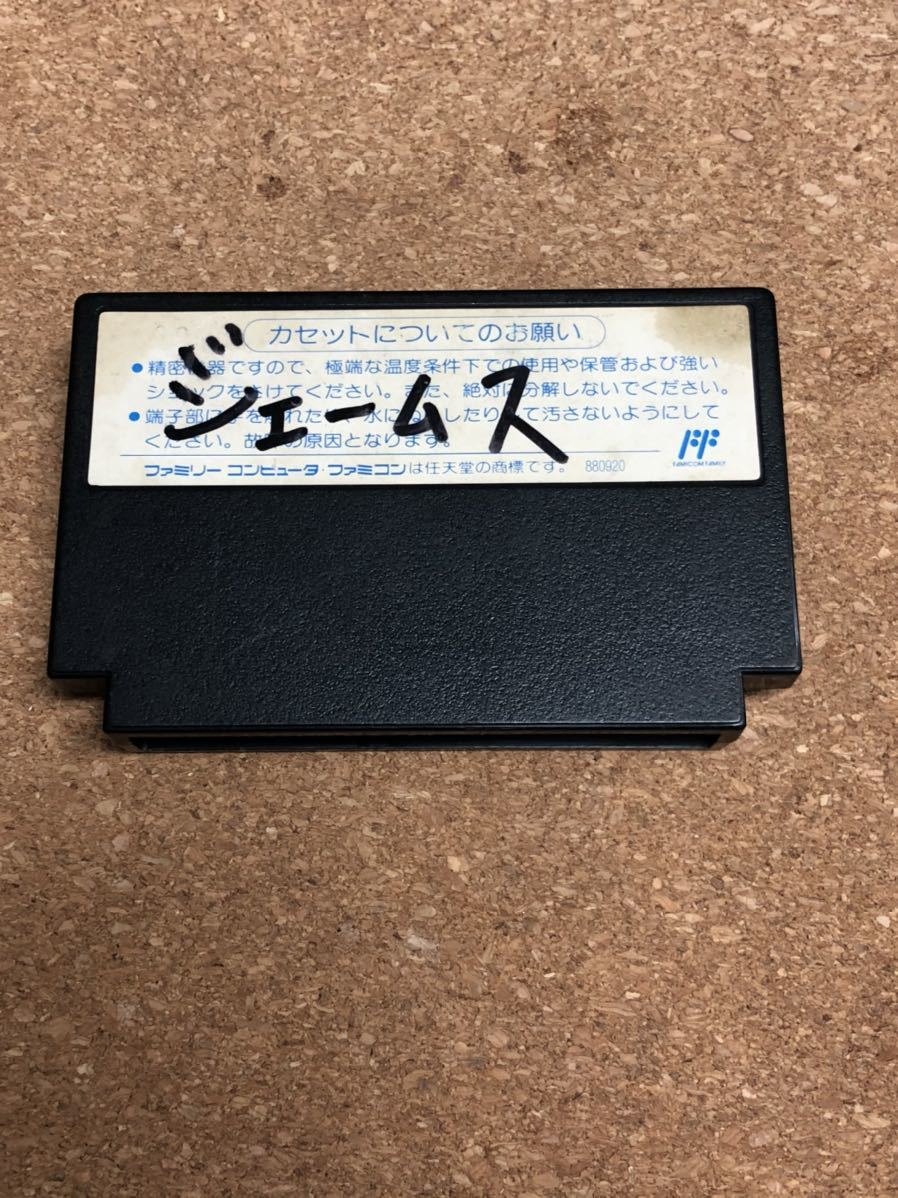 カセットについてのお願い
ジェームス
●精密 器ですので、極端な温度条件下での使用や保管および強い
ショックをさけてください。また、絶対に分解しないでください。
●端子部に手を れた 、水に したり て汚さないようにして
ください。故 の原因となります。
ファミリーコンピュータ・ファミコンは任天堂の商標です。 880920
FAMICOM FAMILY